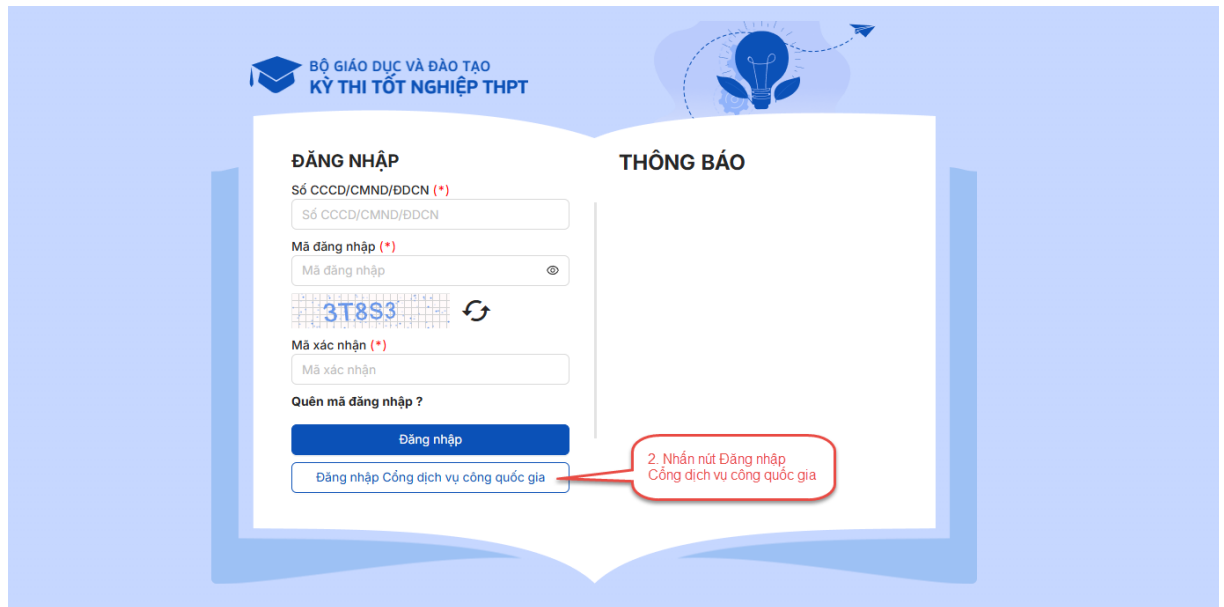 BỘ GIÁO DỤC VÀ ĐÀO TẠO
KỲ THI TỐT NGHIỆP THPT
ĐĂNG NHẬP
Số CCCD/CMND/ĐDCN (*)
Số CCCD/CMND/ĐDCN
Mã đăng nhập (*)
Mã đăng nhập
3T8S3
Mã xác nhận (*)
Mã xác nhận
Quên mã đăng nhập ?
Đăng nhập
Đăng nhập Cổng dịch vụ công quốc gia
THÔNG BÁO
2. Nhấn nút Đăng nhập
Cổng dịch vụ công quốc gia